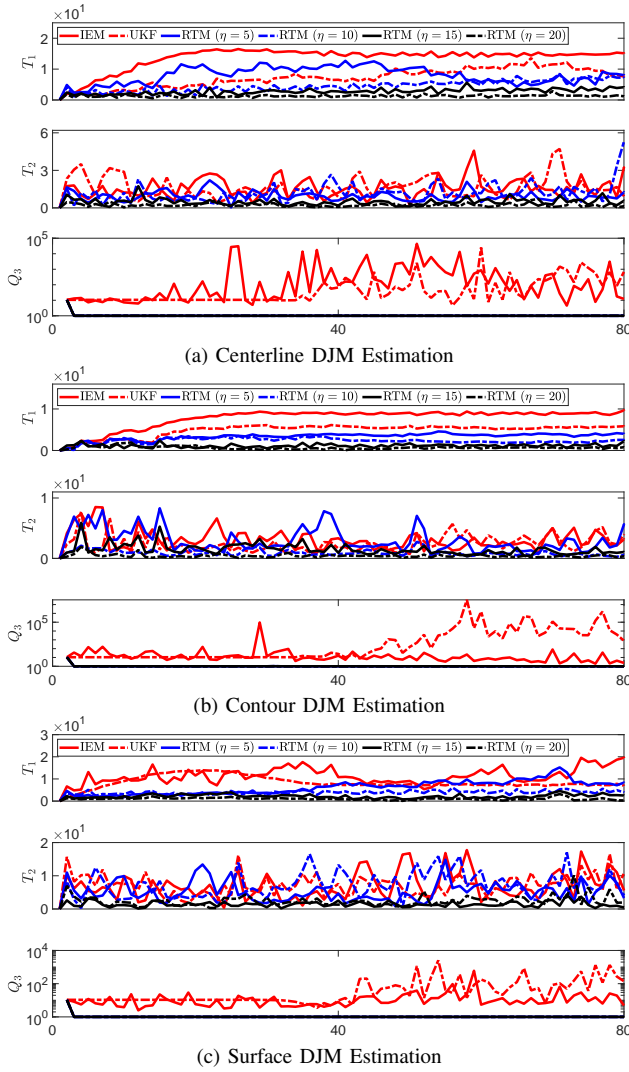 ×10¹
IEM UKF RTM (η = 5) RTM (η = 10) RTM (η = 15) RTM (η = 20)
T₁
2
1
0
T₂
6
3
0
Q₃
10⁵
10⁰
0 40 80
(a) Centerline DJM Estimation
×10¹
IEM UKF RTM (η = 5) RTM (η = 10) RTM (η = 15) RTM (η = 20)
T₁
1
0
×10¹
T₂
1
0
Q₃
10⁵
10⁰
0 40 80
(b) Contour DJM Estimation
×10¹
3
IEM UKF RTM (η = 5) RTM (η = 10) RTM (η = 15) RTM (η = 20)
T₁
2
1
0
×10¹
T₂
2
1
0
Q₃
10⁴
10²
10⁰
0 40 80
(c) Surface DJM Estimation